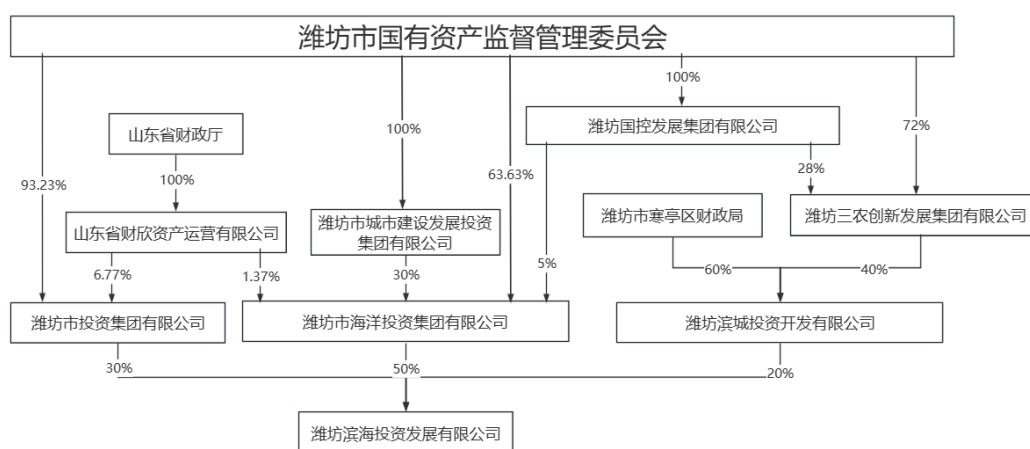 潍坊市国有资产监督管理委员会
100%
山东省财政厅
100%
潍坊国控发展集团有限公司
72%
93.23%
100%
63.63%
28%
山东省财欣资产运营有限公司
潍坊市城市建设发展投资
集团有限公司
潍坊市寒亭区财政局
潍坊三农创新发展集团有限公司
6.77%
1.37%
30%
5%
60%
40%
潍坊市投资集团有限公司
潍坊市海洋投资集团有限公司
潍坊滨城投资开发有限公司
30%
50%
20%
潍坊滨海投资发展有限公司